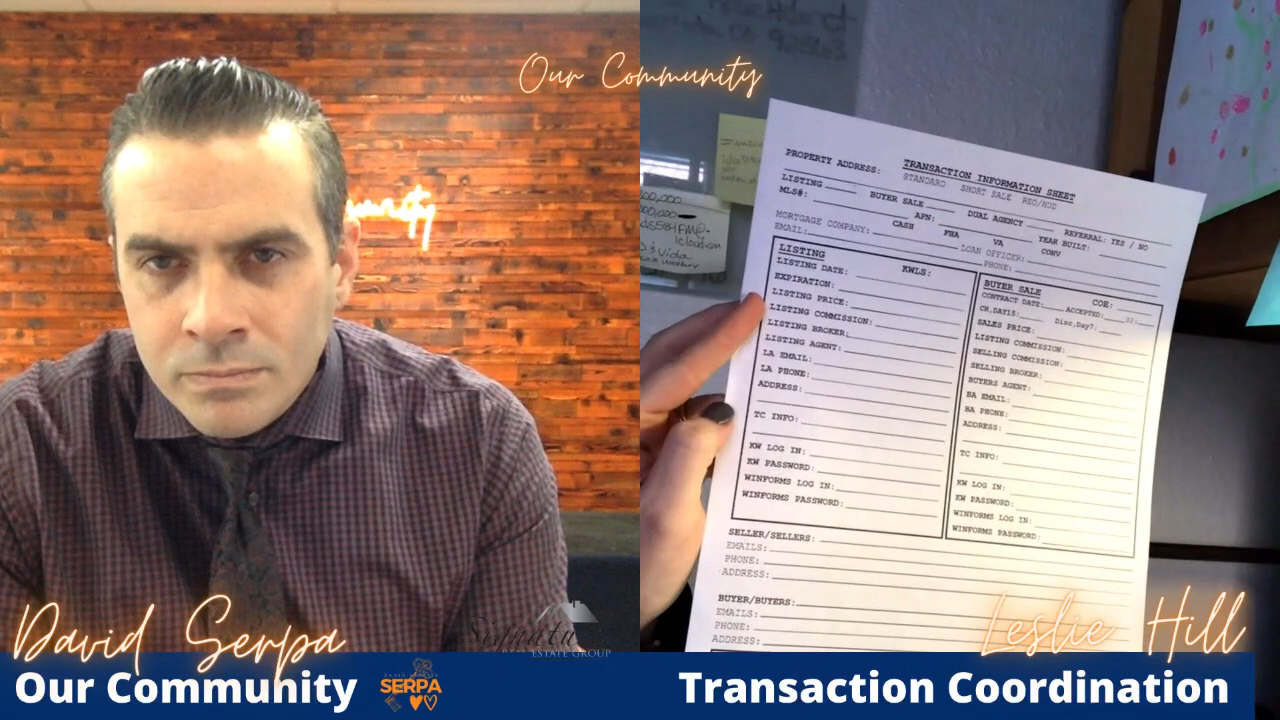 Our Community
TRANSACTION INFORMATION SHEET
PROPERTY ADDRESS:
STANDARD SHORT SALE REO/HUD
LISTING BUYER SALE DUAL AGENCY REFERRAL: YES / NO
MLS#: APN: YEAR BUILT:
CASH FHA VA CONV
MORTGAGE COMPANY: LOAN OFFICER:
EMAIL: PHONE:
LISTING
LISTING DATE: KWLS:
EXPIRATION:
LISTING PRICE:
LISTING COMMISSION:
LISTING BROKER:
LISTING AGENT:
LA EMAIL:
LA PHONE:
ADDRESS:
TC INFO:
KW LOG IN:
KW PASSWORD:
WINFORMS LOG IN:
WINFORMS PASSWORD:
BUYER SALE COE:
CONTRACT DATE: ACCEPTED:
CR.DAYS: Disc.Day7:
SALES PRICE:
LISTING COMMISSION:
SELLING COMMISSION:
SELLING BROKER:
BUYERS AGENT:
BA EMAIL:
BA PHONE:
ADDRESS:
TC INFO:
KW LOG IN:
KW PASSWORD:
WINFORMS LOG IN:
WINFORMS PASSWORD:
SELLER/SELLERS:
EMAILS:
PHONE:
ADDRESS:
BUYER/BUYERS:
EMAILS:
PHONE:
ADDRESS:
David Serpa
Leslie Hill
ESTATE GROUP
Our Community
SERPA
Transaction Coordination